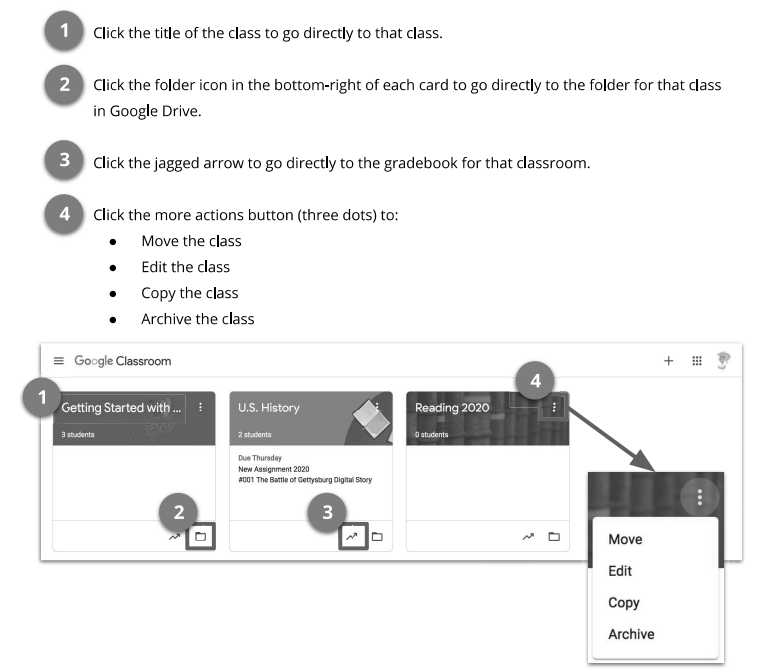 1 Click the title of the class to go directly to that class.
2 Click the folder icon in the bottom-right of each card to go directly to the folder for that class
in Google Drive.
3 Click the jagged arrow to go directly to the gradebook for that classroom.
4 Click the more actions button (three dots) to:
● Move the class
● Edit the class
● Copy the class
● Archive the class
Google Classroom
4
1
Getting Started with ...
3 students
U.S. History
2 students
Reading 2020
0 students
Due Thursday
New Assignment 2020
#001 The Battle of Gettysburg Digital Story
2
3
Move
Edit
Copy
Archive